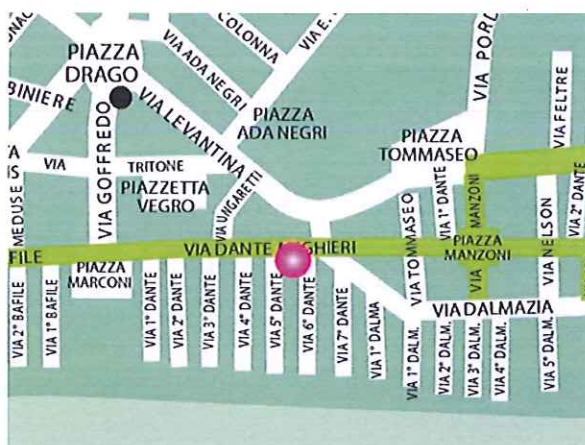 COLONNA
VIA E.
VIA ADA NEGRI
PIAZZA
DRAGO
BINIERE
VIA LEVANTINA
PIAZZA
ADA NEGRI
VIA FELTRE
PIAZZA
TOMMASEO
VIA GOFFREDO
VIA
TRITONE
PIAZZETTA
VEGRO
VIA UNGARETTI
MEDUSE
VIA TOMMASEO
VIA 1° DANTE
MANZONI
VIA NELSON
VIA 2° DANTE
FILE
VIA DANTE
PIAZZA
MANZONI
PIAZZA
MARCONI
VIA
VIA DALMAZIA
VIA 2° BAFILE
VIA 1° BAFILE
VIA 1° DANTE
VIA 2° DANTE
VIA 3° DANTE
VIA 4° DANTE
VIA 5° DANTE
VIA 6° DANTE
VIA 7° DANTE
VIA 1° DALMA
VIA 1° DALM.
VIA 2° DALM.
VIA 3° DALM.
VIA 4° DALM.
VIA 5° DALM.